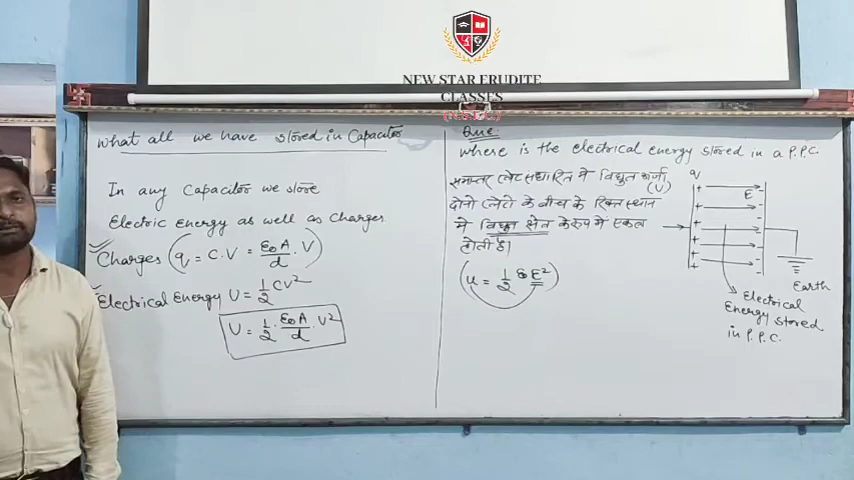 NEW STAR ERUDITE
CLASSES
(N.S.E.C)
What all we have stored in Capacitor
In any Capacitor we store
Electric energy as well as Charges
Charges (q = C.V = ε₀A/d . V)
Electrical Energy U = 1/2 CV²
U = 1/2 . ε₀A/d . V²
Que
where is the electrical energy stored in a P.P.C.
समान्तर प्लेट संधारित्र में विद्युत ऊर्जा
(U)
दोनों प्लेटों के बीच के रिक्त स्थान
में विद्युत क्षेत्र के रूप में एकत्र
होती है।
(u = 1/2 ε₀E²)
q
E
Earth
Electrical
Energy stored
in P.P.C.